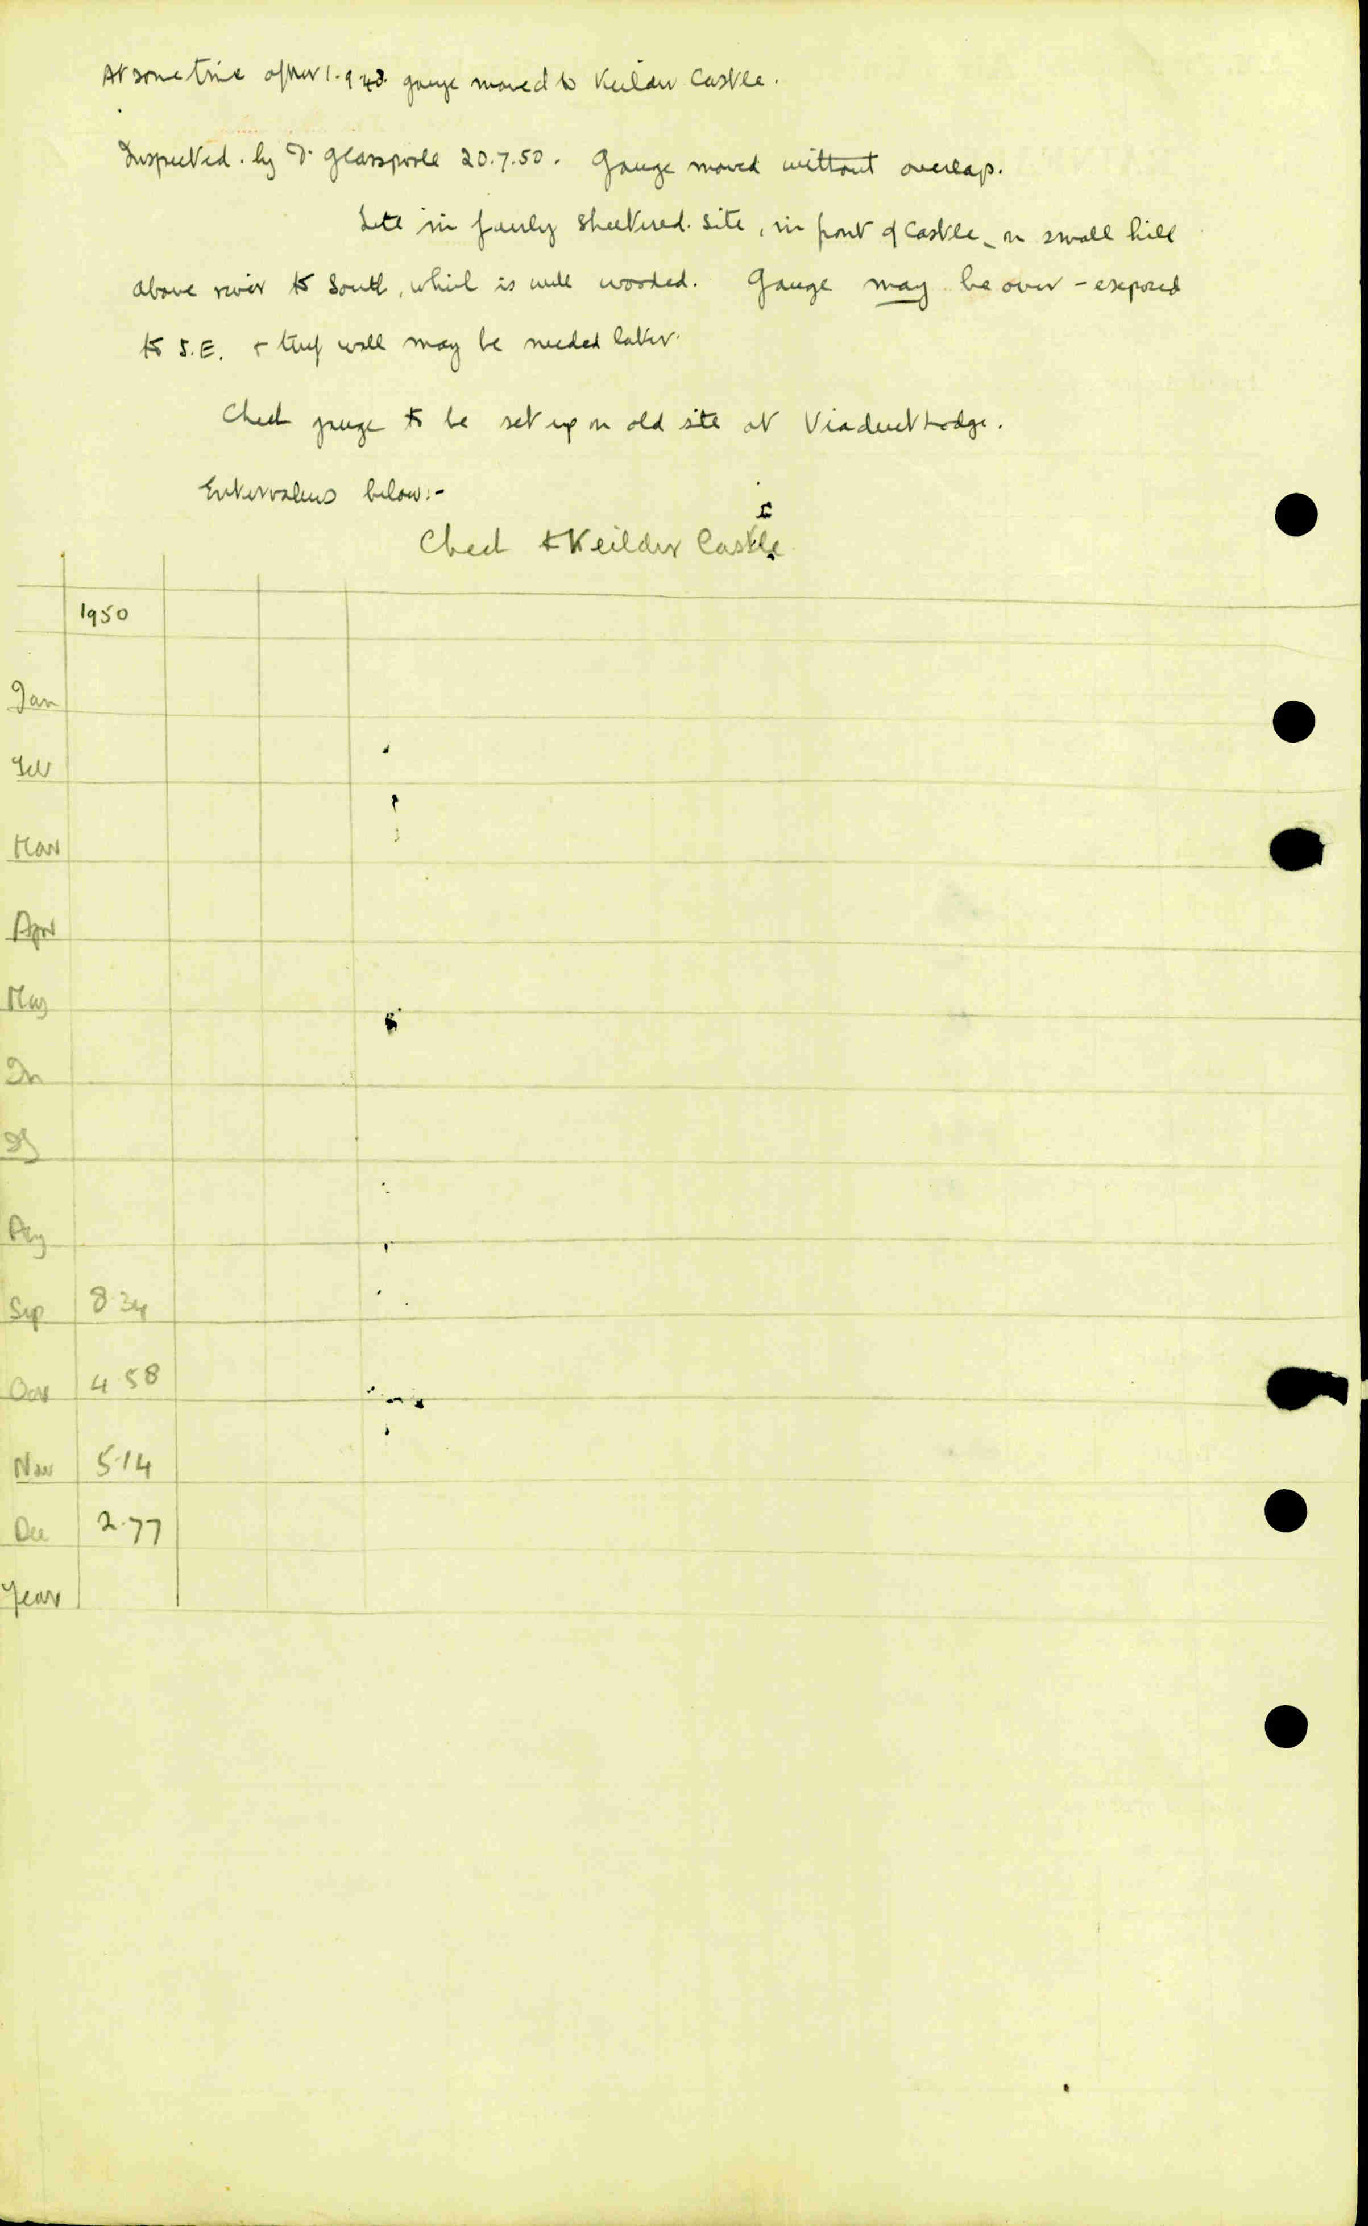 At some time after 1.9.48 gauge moved to Keilder Castle.
Inspected by Dr Glasspoole 20.7.50. Gauge moved without overlap.
Site in fairly sheltered site, in front of Castle, on small hill
above river to South, which is well wooded. Gauge may be over-exposed
to S.E. & turf wall may be needed later.
Check gauge to be set up on old site at Viaduct Lodge.
Enter values below:-
Check Keilder Castle
1950
Jan
Feb
Mar
Apr
May
Jn
Jy
Aug
Sep 8.34
Oct 4.58
Nov 5.14
Dec 2.77
Year